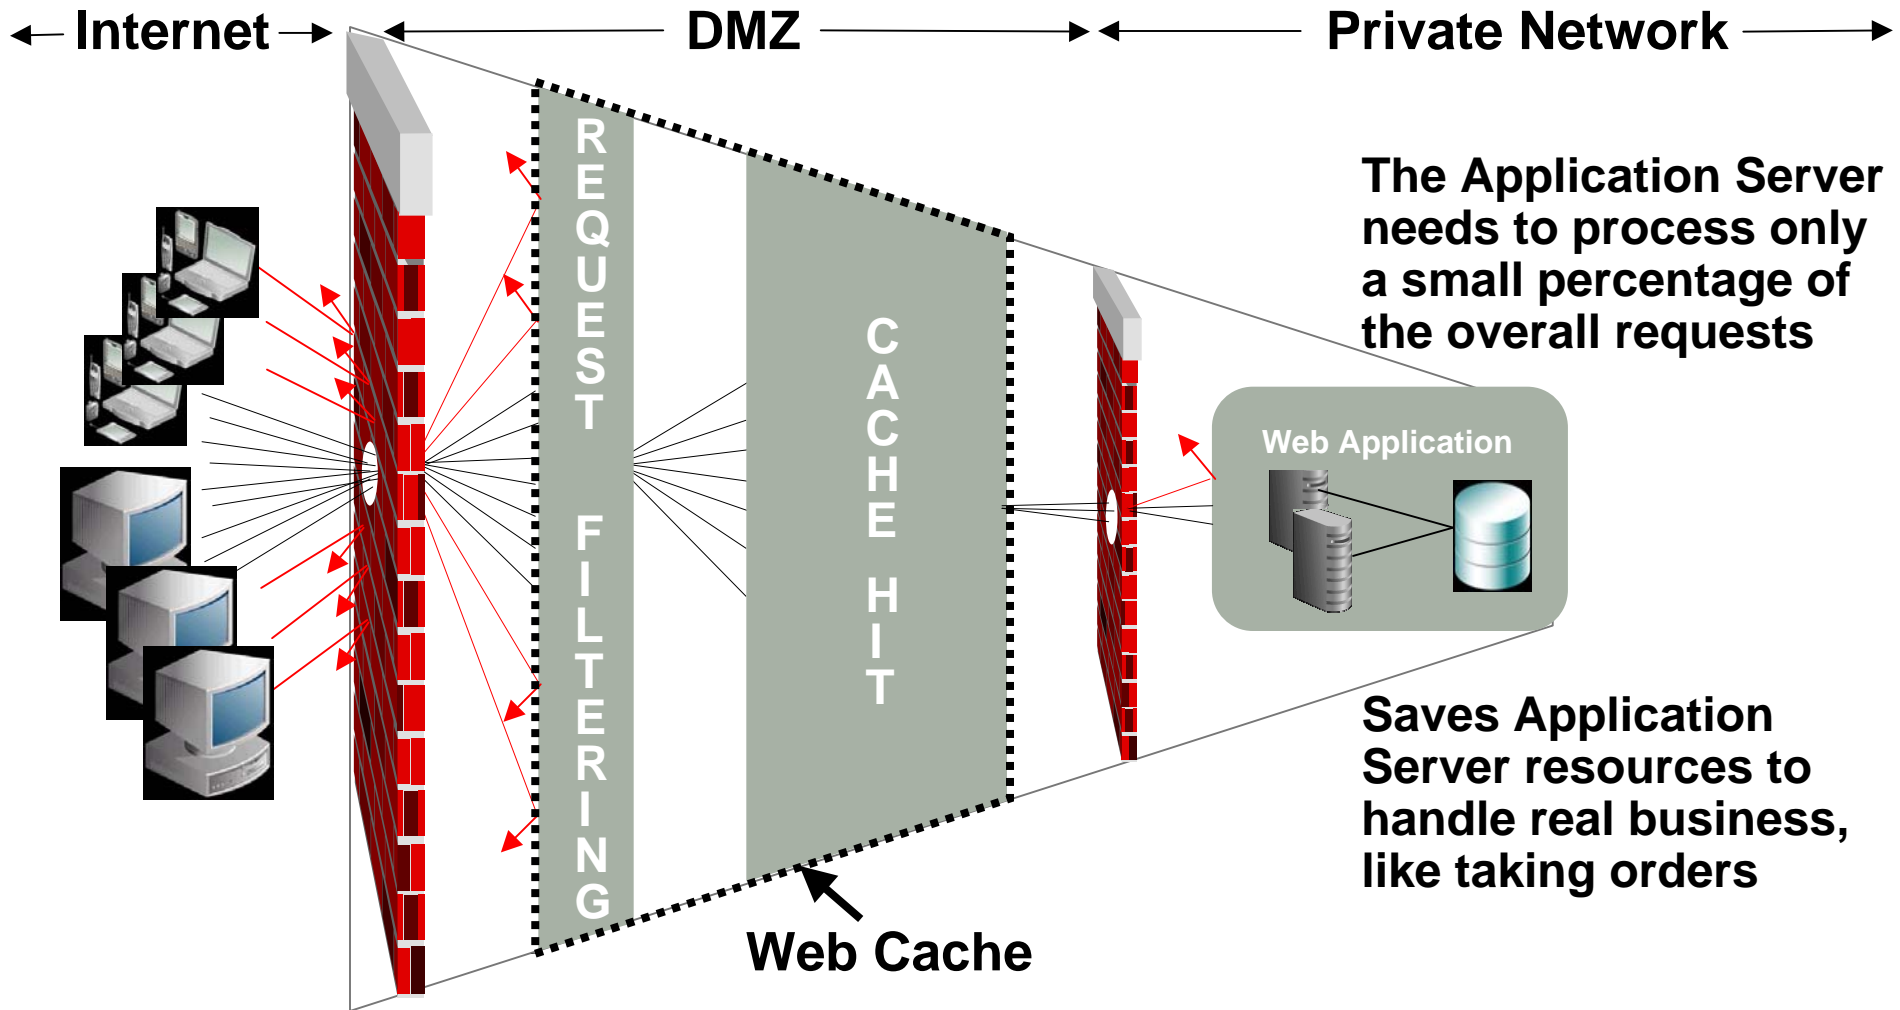 Internet
DMZ
Private Network
REQUEST FILTERING
CACHE HIT
The Application Server
needs to process only
a small percentage of
the overall requests
Web Application
Saves Application
Server resources to
handle real business,
like taking orders
Web Cache